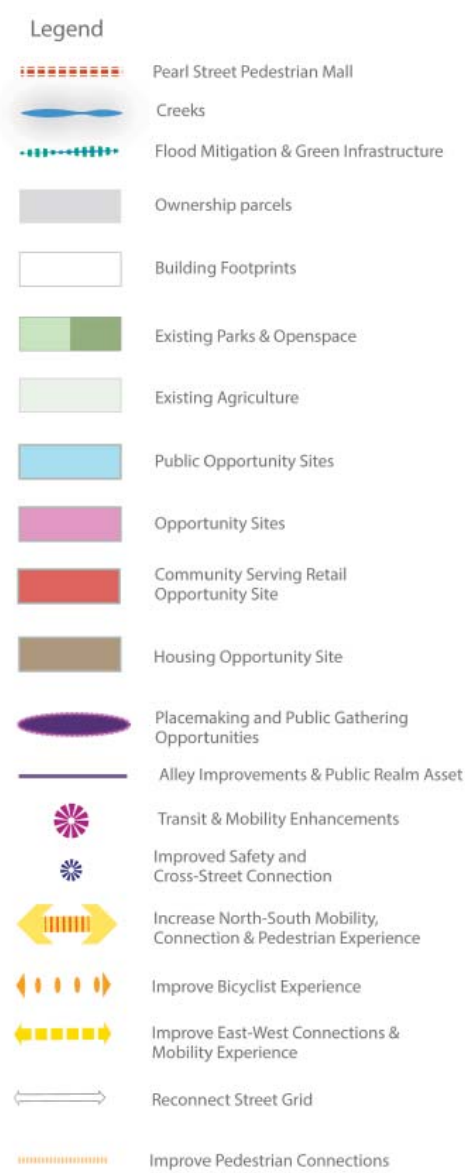 Legend
Pearl Street Pedestrian Mall
Creeks
Flood Mitigation & Green Infrastructure
Ownership parcels
Building Footprints
Existing Parks & Openspace
Existing Agriculture
Public Opportunity Sites
Opportunity Sites
Community Serving Retail
Opportunity Site
Housing Opportunity Site
Placemaking and Public Gathering
Opportunities
Alley Improvements & Public Realm Asset
Transit & Mobility Enhancements
Improved Safety and
Cross-Street Connection
Increase North-South Mobility,
Connection & Pedestrian Experience
Improve Bicyclist Experience
Improve East-West Connections &
Mobility Experience
Reconnect Street Grid
Improve Pedestrian Connections